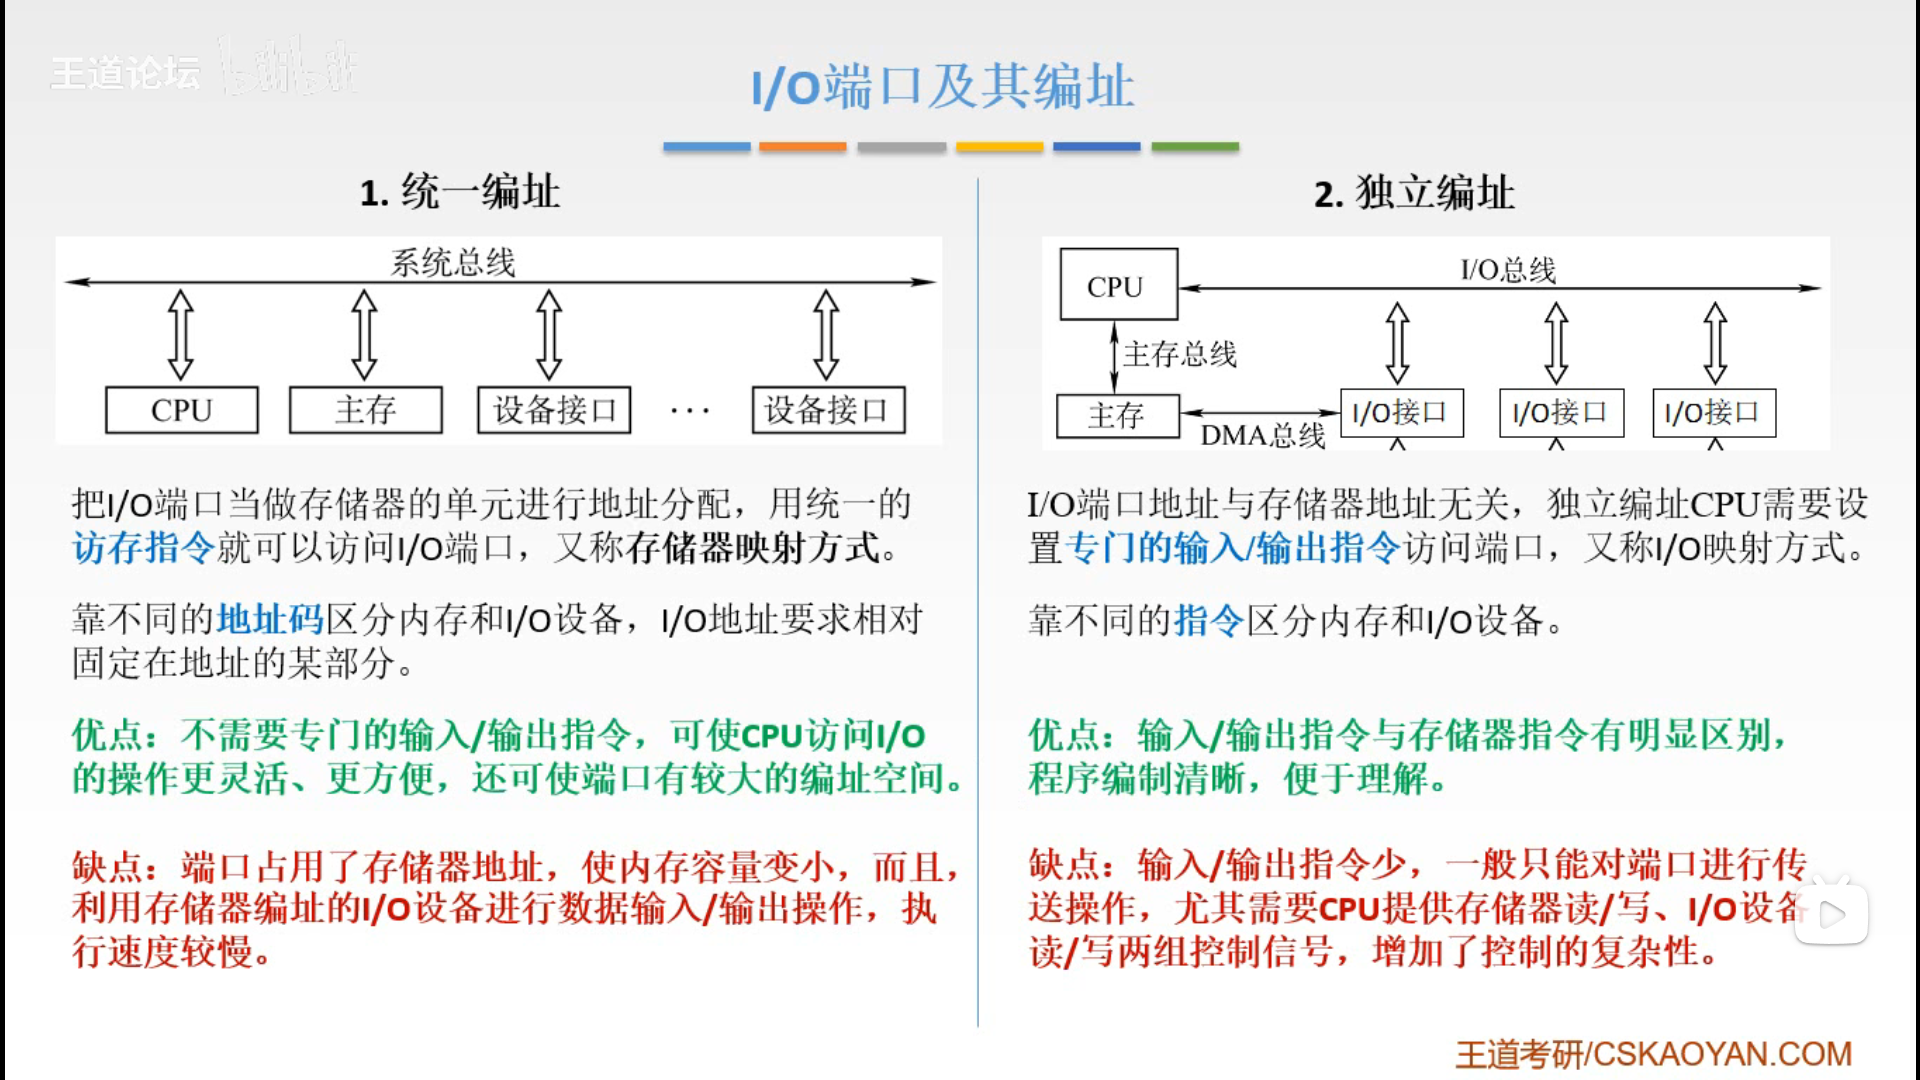 王道论坛 bilibili
I/O端口及其编址
1. 统一编址
系统总线
CPU
主存
设备接口
···
设备接口
把I/O端口当做存储器的单元进行地址分配，用统一的
访存指令就可以访问I/O端口，又称存储器映射方式。
靠不同的地址码区分内存和I/O设备，I/O地址要求相对
固定在地址的某部分。
优点：不需要专门的输入/输出指令，可使CPU访问I/O
的操作更灵活、更方便，还可使端口有较大的编址空间。
缺点：端口占用了存储器地址，使内存容量变小，而且，
利用存储器编址的I/O设备进行数据输入/输出操作，执
行速度较慢。
2. 独立编址
CPU
I/O总线
主存总线
主存
DMA总线
I/O接口
I/O接口
I/O接口
I/O端口地址与存储器地址无关，独立编址CPU需要设
置专门的输入/输出指令访问端口，又称I/O映射方式。
靠不同的指令区分内存和I/O设备。
优点：输入/输出指令与存储器指令有明显区别，
程序编制清晰，便于理解。
缺点：输入/输出指令少，一般只能对端口进行传
送操作，尤其需要CPU提供存储器读/写、I/O设备
读/写两组控制信号，增加了控制的复杂性。
王道考研/CSKAOYAN.COM